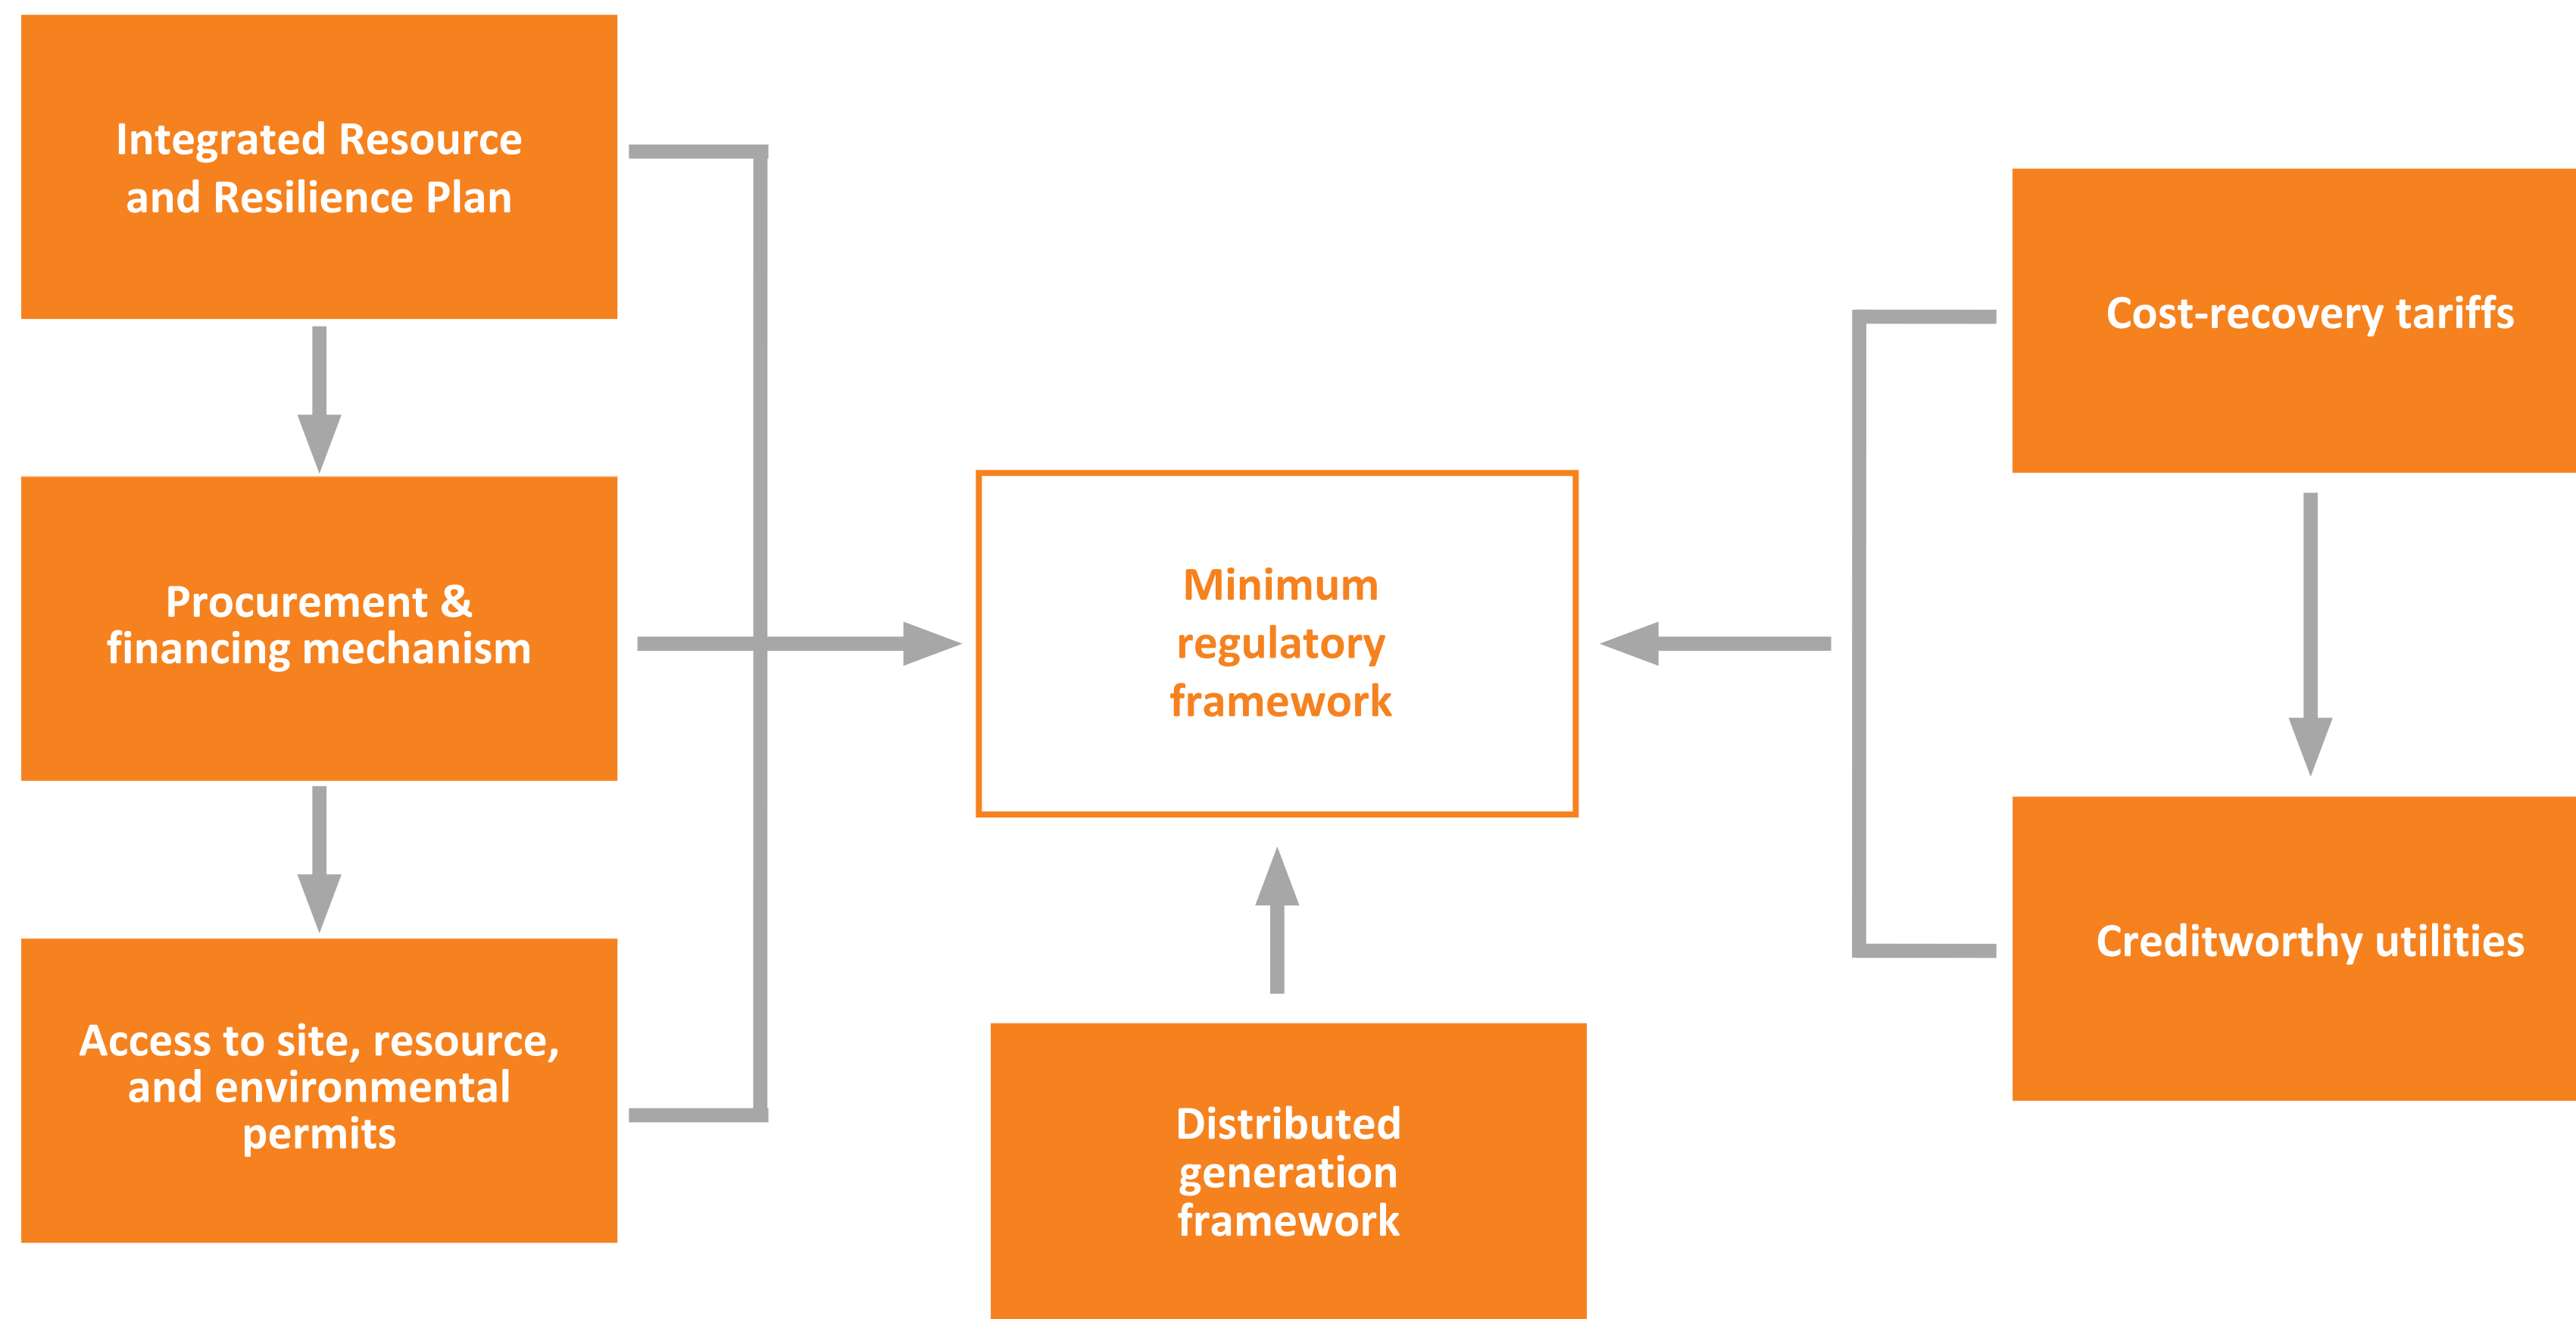 Integrated Resource
and Resilience Plan
Procurement &
financing mechanism
Access to site, resource,
and environmental
permits
Minimum
regulatory
framework
Distributed
generation
framework
Cost-recovery tariffs
Creditworthy utilities